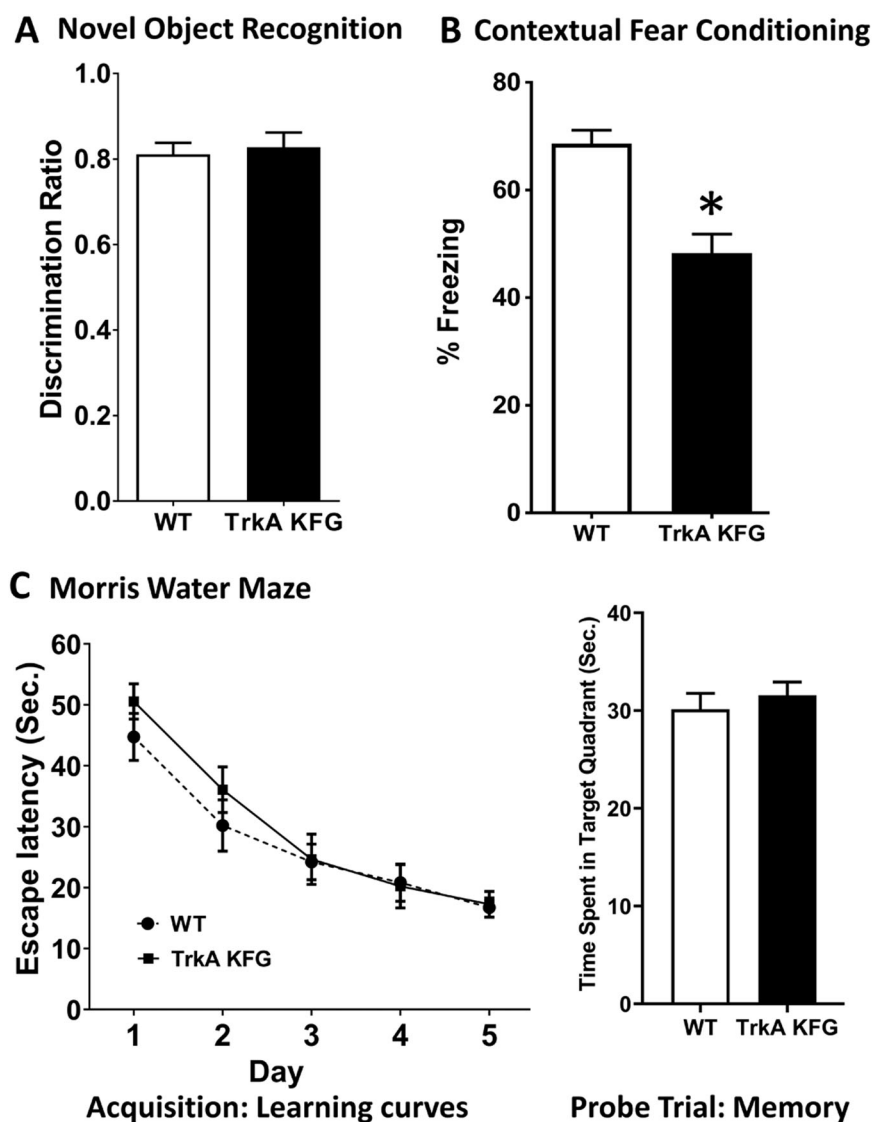 A Novel Object Recognition
Discrimination Ratio
1.0
0.8
0.6
0.4
0.2
0.0
WT TrkA KFG
B Contextual Fear Conditioning
% Freezing
80
60
40
20
0
*
WT TrkA KFG
C Morris Water Maze
Escape latency (Sec.)
60
50
40
30
20
10
0
WT
TrkA KFG
1 2 3 4 5
Day
Acquisition: Learning curves
Time Spent in Target Quadrant (Sec.)
40
30
20
10
0
WT TrkA KFG
Probe Trial: Memory